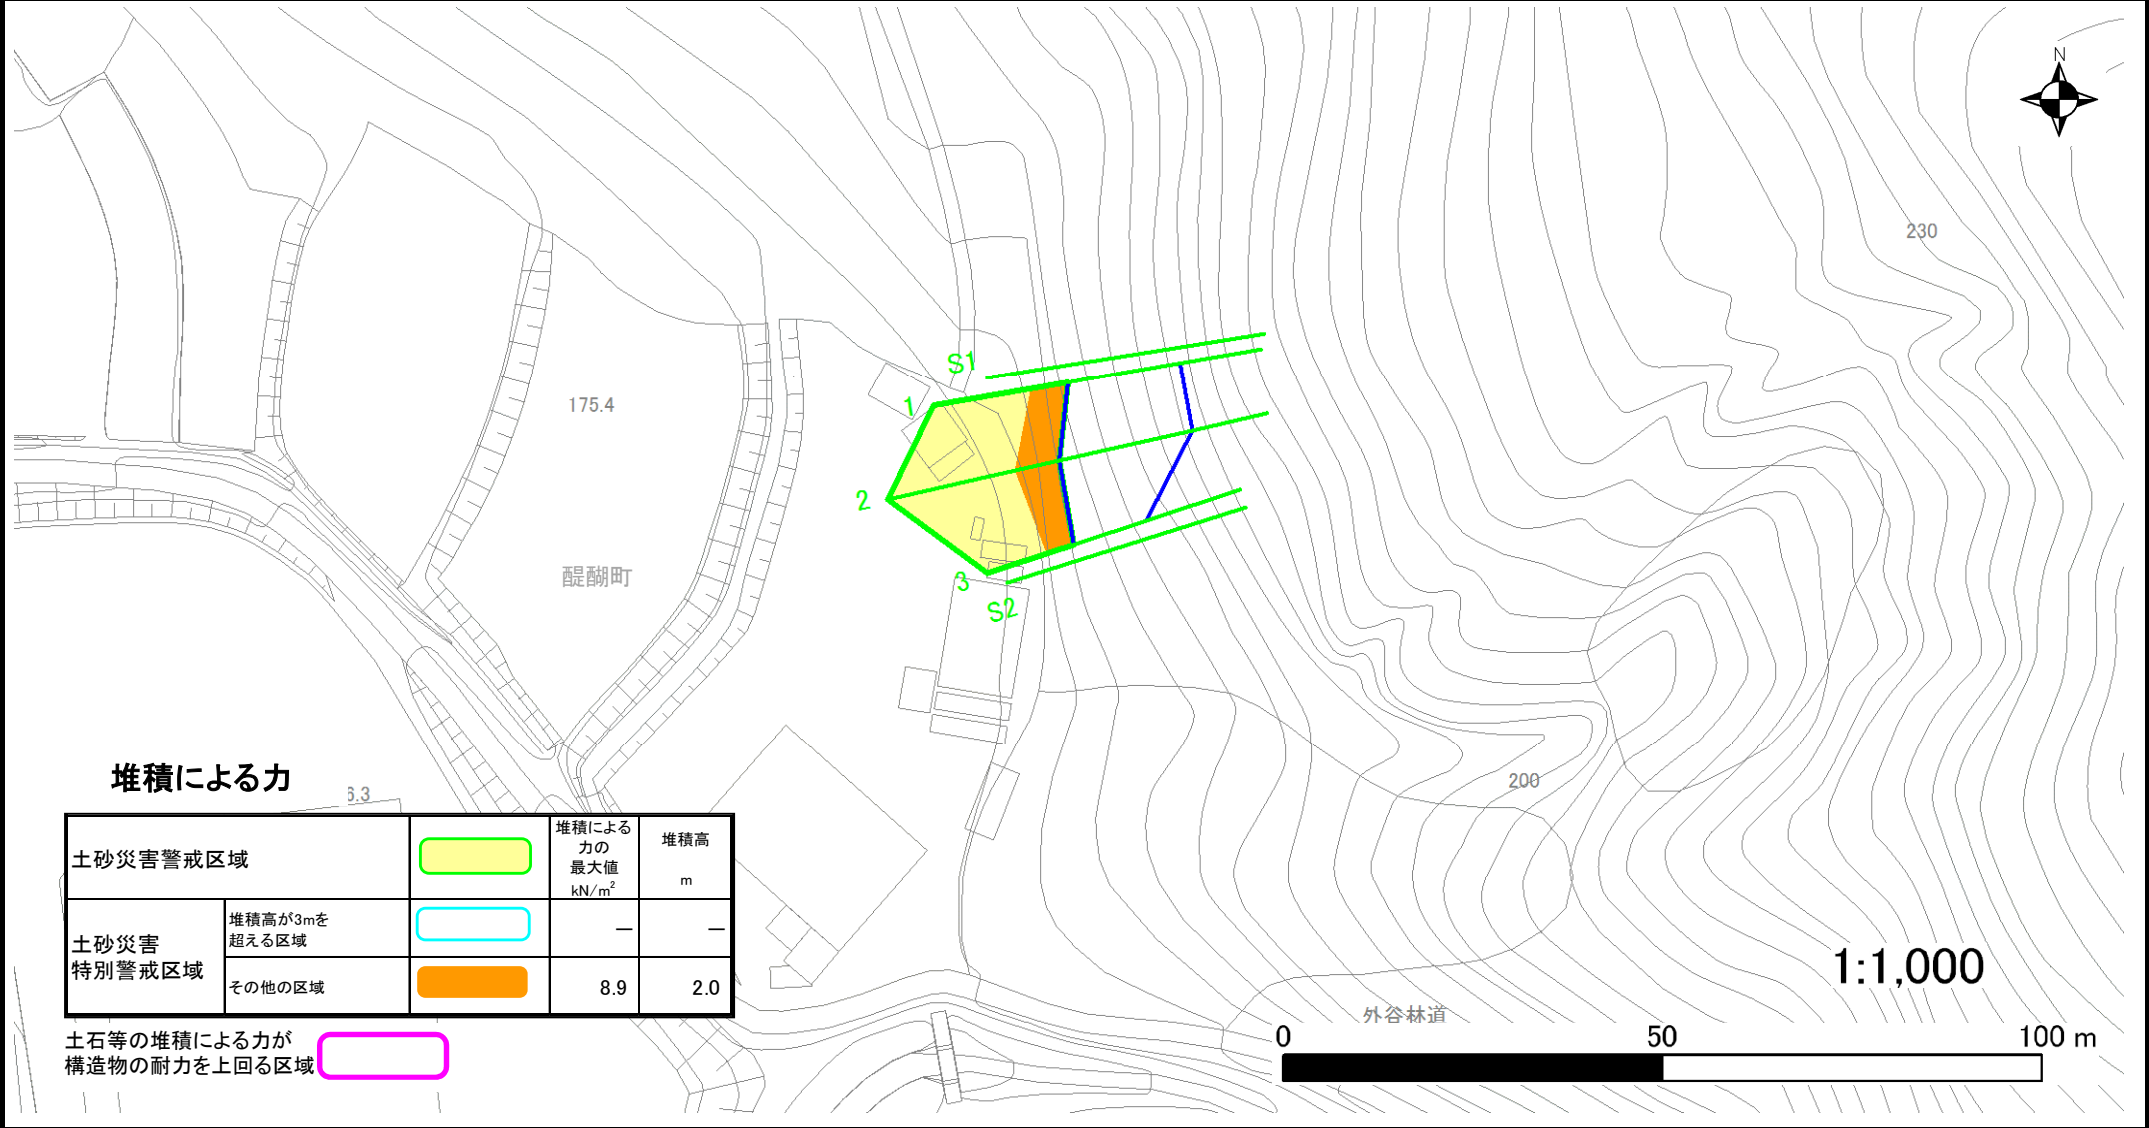 N
230
S1
1
175.4
2
醍醐町
3
S2
200
堆積による力
6.3
土砂災害警戒区域
堆積による
力の
最大値
kN/m²
堆積高
m
土砂災害
特別警戒区域
堆積高が3mを
超える区域
―
―
その他の区域
8.9
2.0
土石等の堆積による力が
構造物の耐力を上回る区域
1:1,000
外谷林道
0
50
100 m